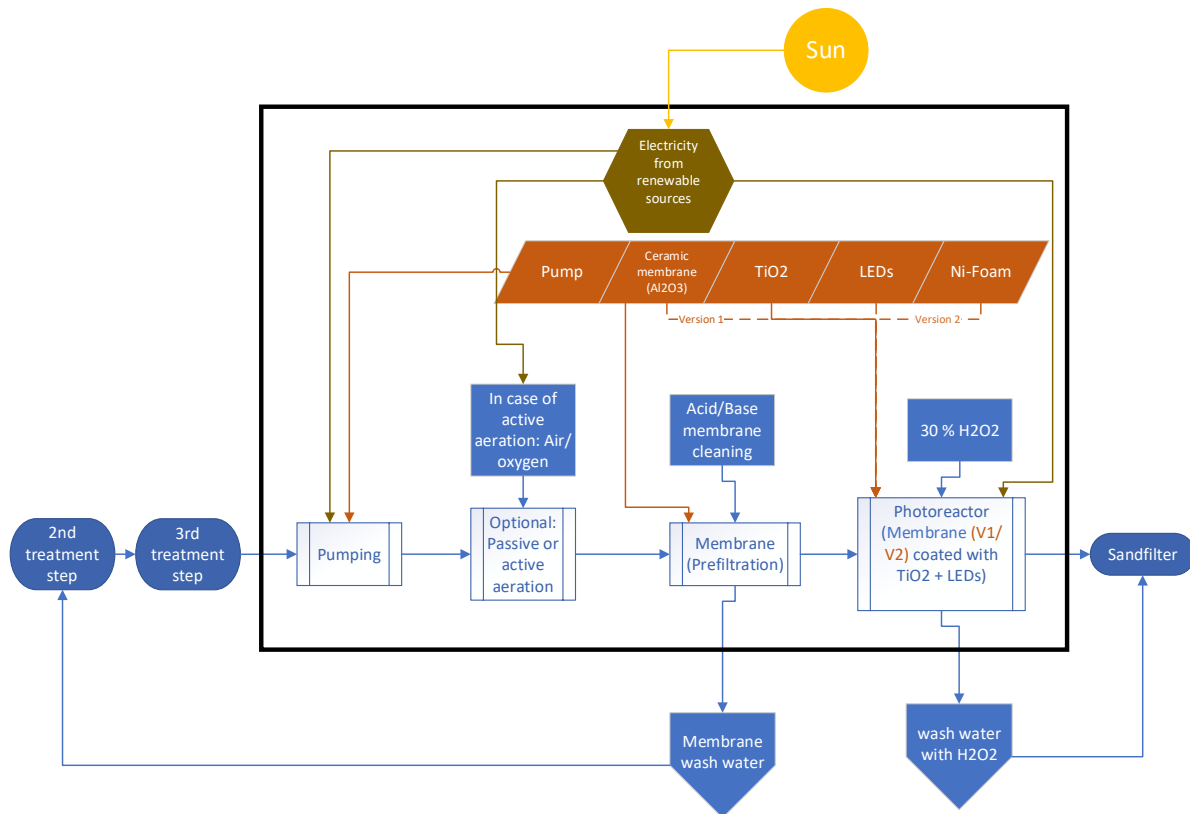 Sun
Electricity
from
renewable
sources
Pump
Ceramic
membrane
(Al2O3)
TiO2
LEDs
Ni-Foam
Version 1
Version 2
In case of
active
aeration: Air/
oxygen
Acid/Base
membrane
cleaning
30 % H2O2
2nd
treatment
step
3rd
treatment
step
Pumping
Optional:
Passive or
active
aeration
Membrane
(Prefiltration)
Photoreactor
(Membrane (V1/
V2) coated with
TiO2 + LEDs)
Sandfilter
Membrane
wash water
wash water
with H2O2